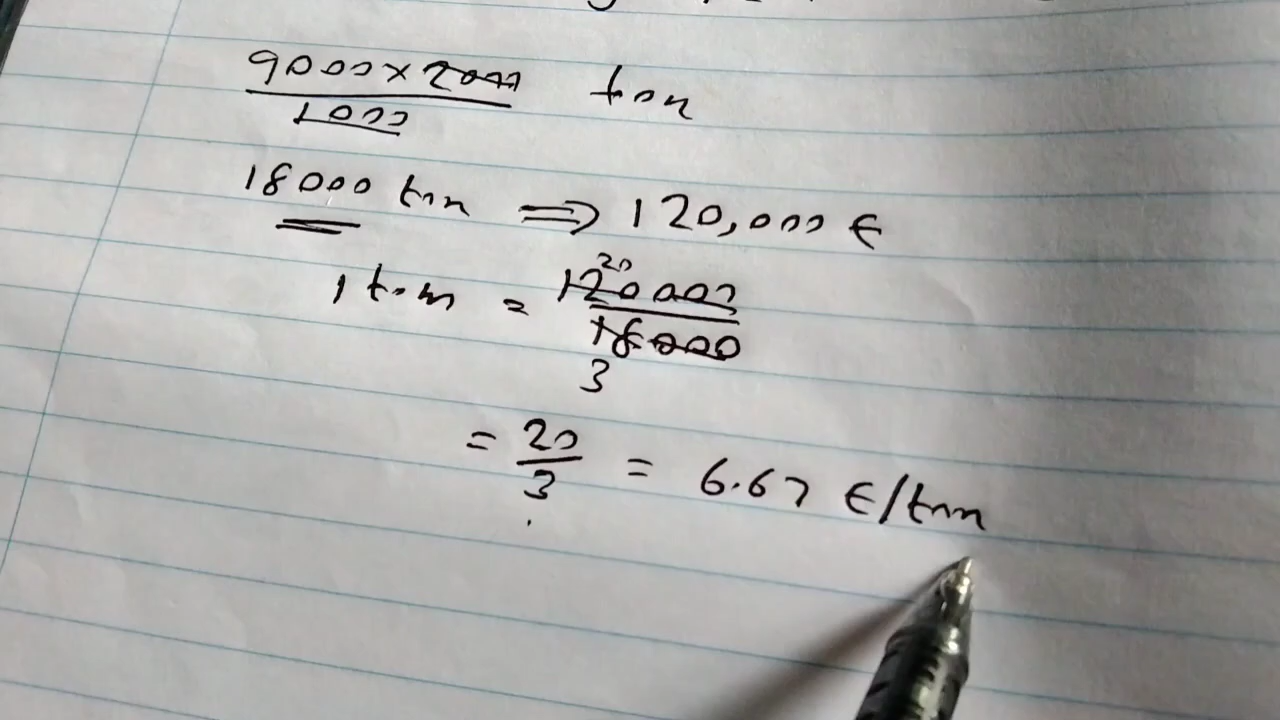 9000 × 2000 ton
1000
18000 ton ⇒ 120,000 €
20
1 ton = 120000
18000
3
= 20 = 6.67 €/ton
3